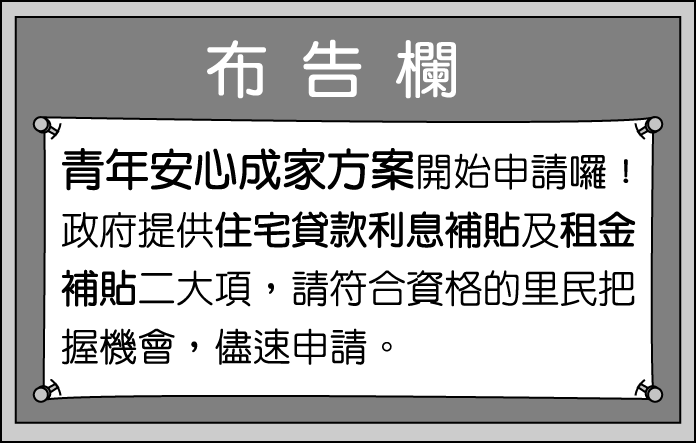 布告欄
青年安心成家方案開始申請囉！
政府提供住宅貸款利息補貼及租金
補貼二大項，請符合資格的里民把
握機會，儘速申請。